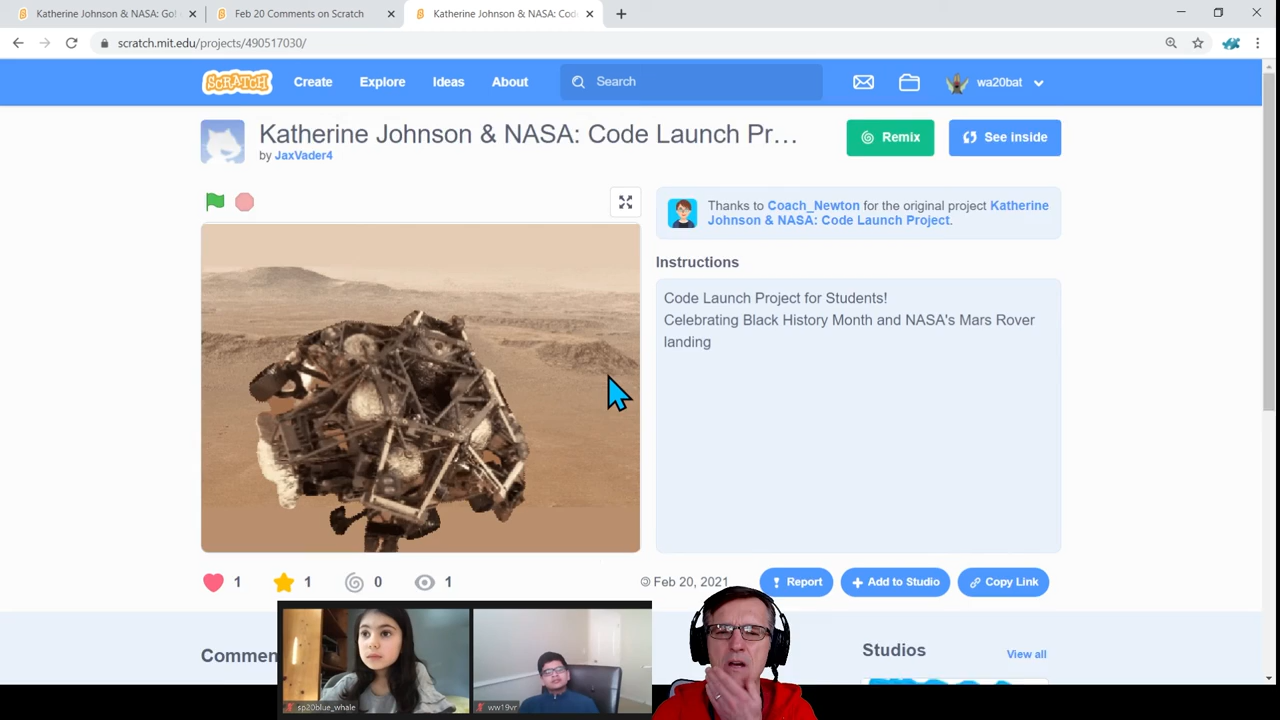 Katherine Johnson & NASA: Go!
Feb 20 Comments on Scratch
Katherine Johnson & NASA: Cod
scratch.mit.edu/projects/490517030/
SCRATCH
Create
Explore
Ideas
About
Search
wa20bat
Katherine Johnson & NASA: Code Launch Pr...
by JaxVader4
Remix
See inside
Thanks to Coach_Newton for the original project Katherine
Johnson & NASA: Code Launch Project.
Instructions
Code Launch Project for Students!
Celebrating Black History Month and NASA's Mars Rover
landing
1
1
0
1
© Feb 20, 2021
Report
Add to Studio
Copy Link
Commen
Studios
View all
sp20blue_whale
ww19vr